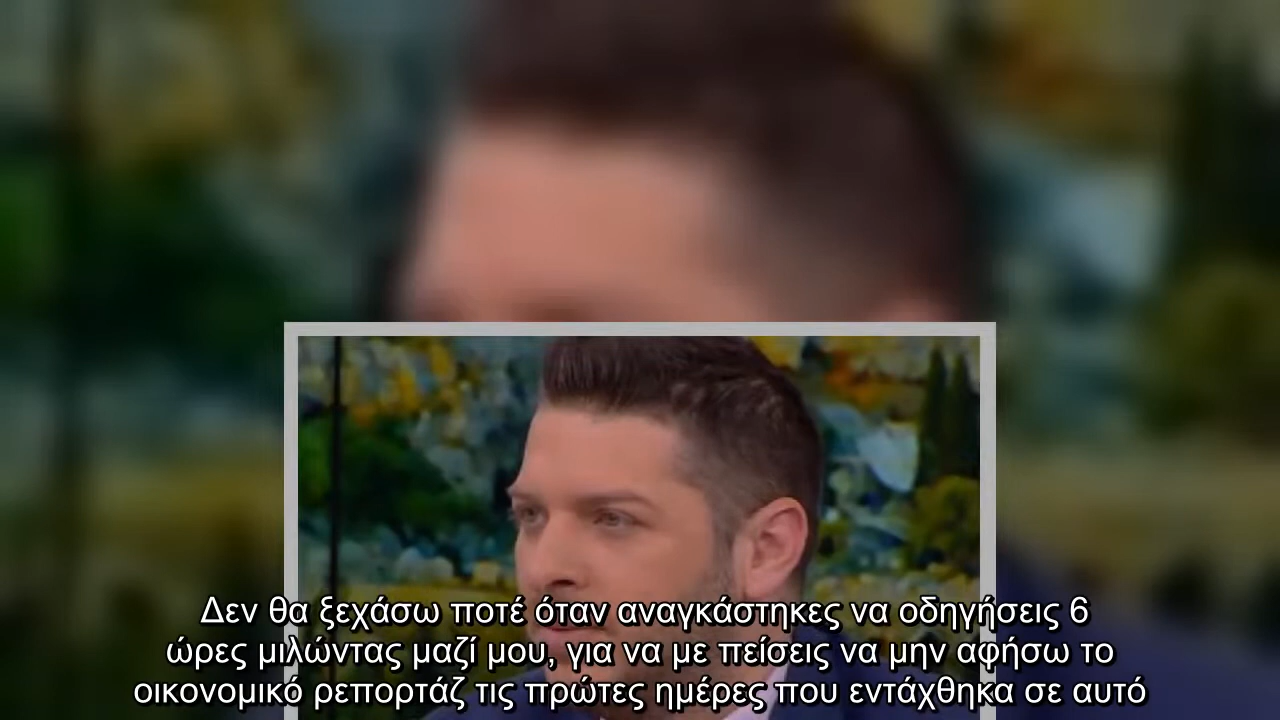 Δεν θα ξεχάσω ποτέ όταν αναγκάστηκες να οδηγήσεις 6
ώρες μιλώντας μαζί μου, για να με πείσεις να μην αφήσω το
οικονομικό ρεπορτάζ τις πρώτες ημέρες που εντάχθηκα σε αυτό